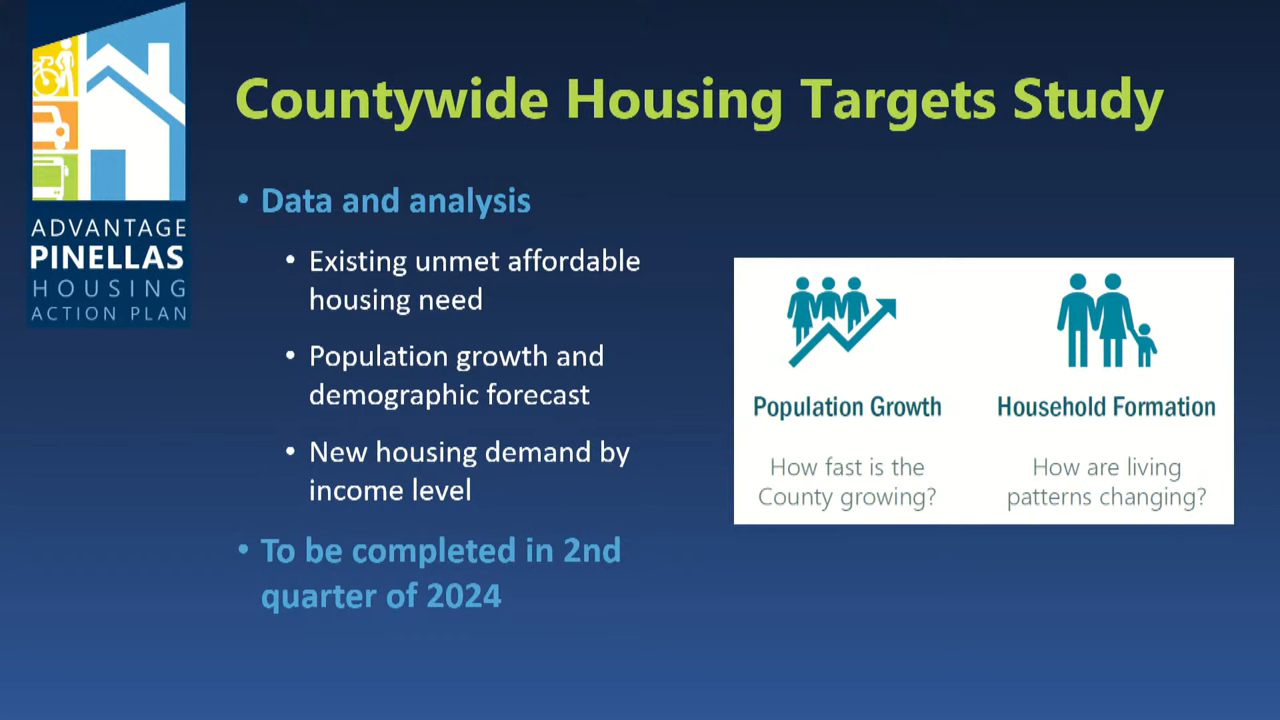 ADVANTAGE
PINELLAS
HOUSING
ACTION PLAN
Countywide Housing Targets Study
• Data and analysis
• Existing unmet affordable
housing need
• Population growth and
demographic forecast
• New housing demand by
income level
• To be completed in 2nd
quarter of 2024
Population Growth
How fast is the
County growing?
Household Formation
How are living
patterns changing?